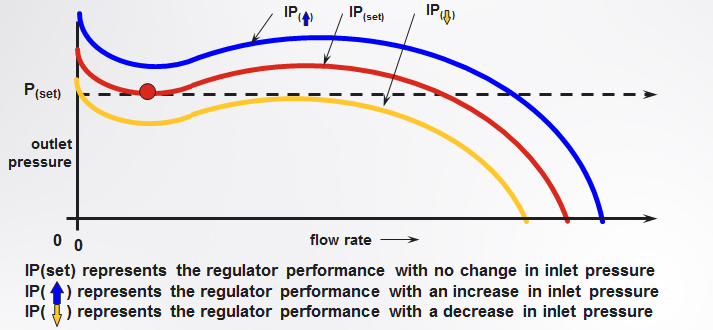 IP(⬆) IP(set) IP(⬇)
P(set)
outlet
pressure
0 0
flow rate
IP(set) represents the regulator performance with no change in inlet pressure
IP(⬆) represents the regulator performance with an increase in inlet pressure
IP(⬇) represents the regulator performance with a decrease in inlet pressure